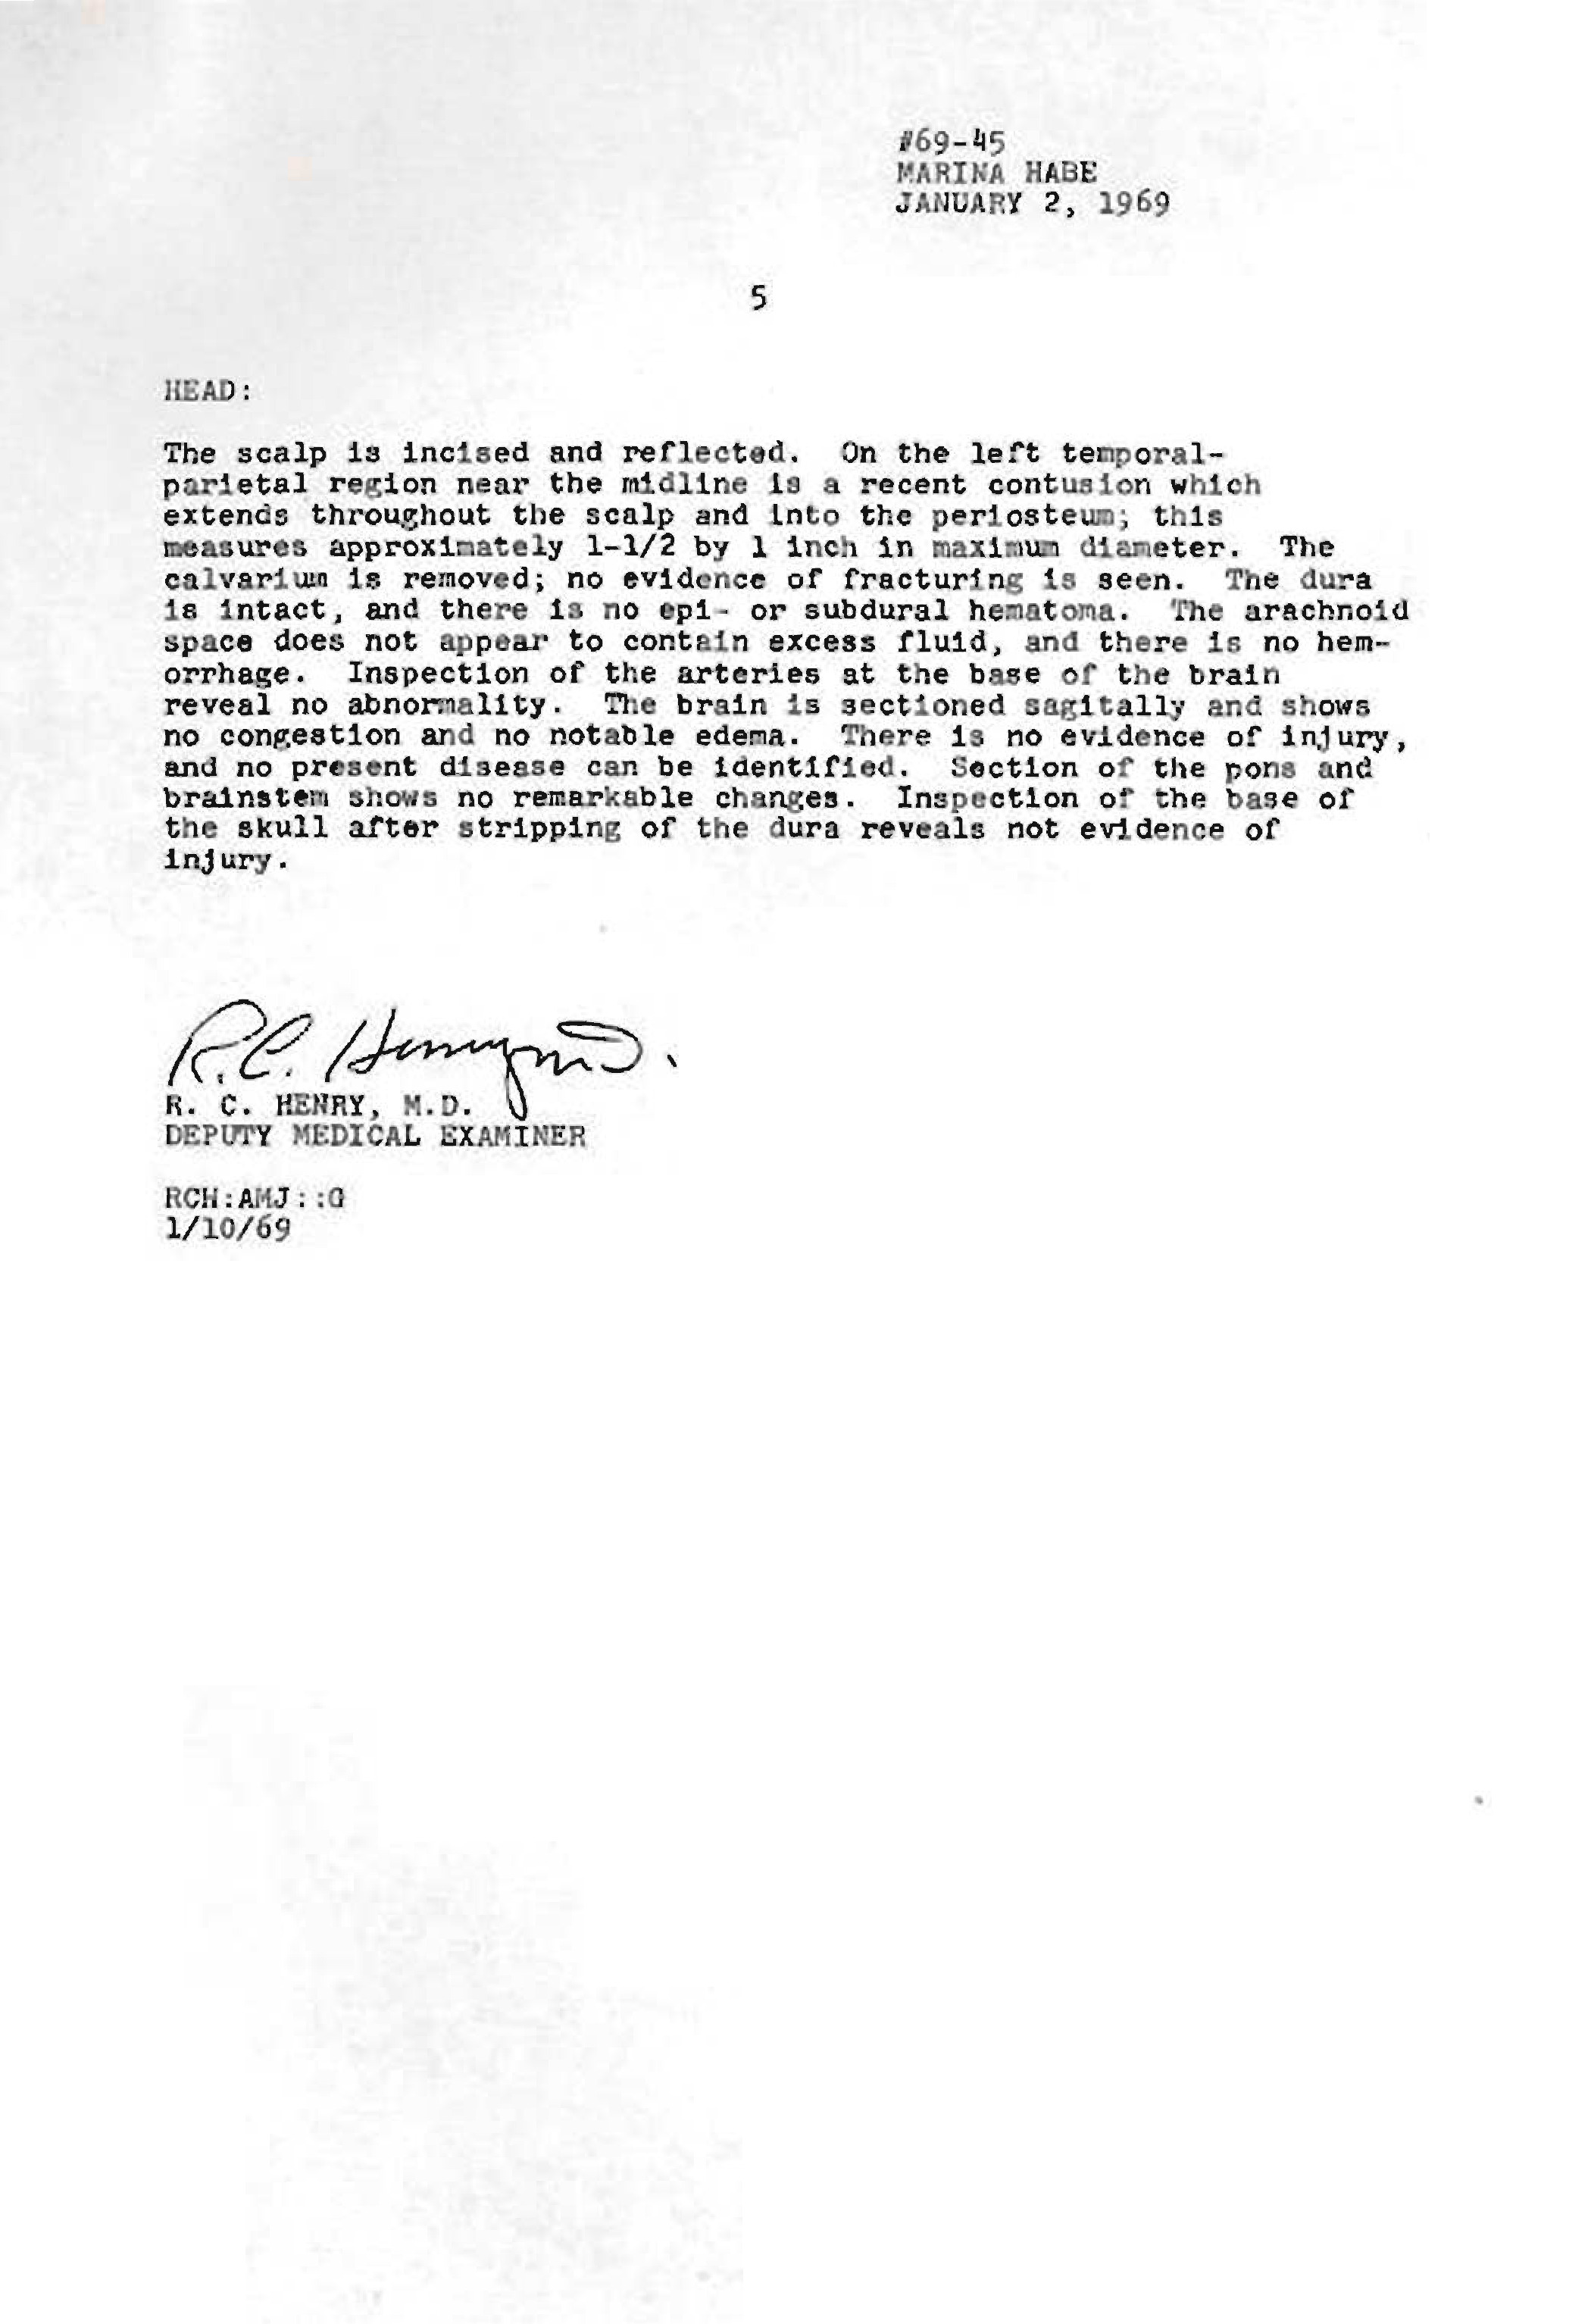 #69-45
MARINA HABE
JANUARY 2, 1969
5
HEAD:
The scalp is incised and reflected. On the left temporal-
parietal region near the midline is a recent contusion which
extends throughout the scalp and into the periosteum; this
measures approximately 1-1/2 by 1 inch in maximum diameter. The
calvarium is removed; no evidence of fracturing is seen. The dura
is intact, and there is no epi- or subdural hematoma. The arachnoid
space does not appear to contain excess fluid, and there is no hem-
orrhage. Inspection of the arteries at the base of the brain
reveal no abnormality. The brain is sectioned sagitally and shows
no congestion and no notable edema. There is no evidence of injury,
and no present disease can be identified. Section of the pons and
brainstem shows no remarkable changes. Inspection of the base of
the skull after stripping of the dura reveals not evidence of
injury.
R.C. Henry MD.
R. C. HENRY, M.D.
DEPUTY MEDICAL EXAMINER
RCH:AMJ::G
1/10/69